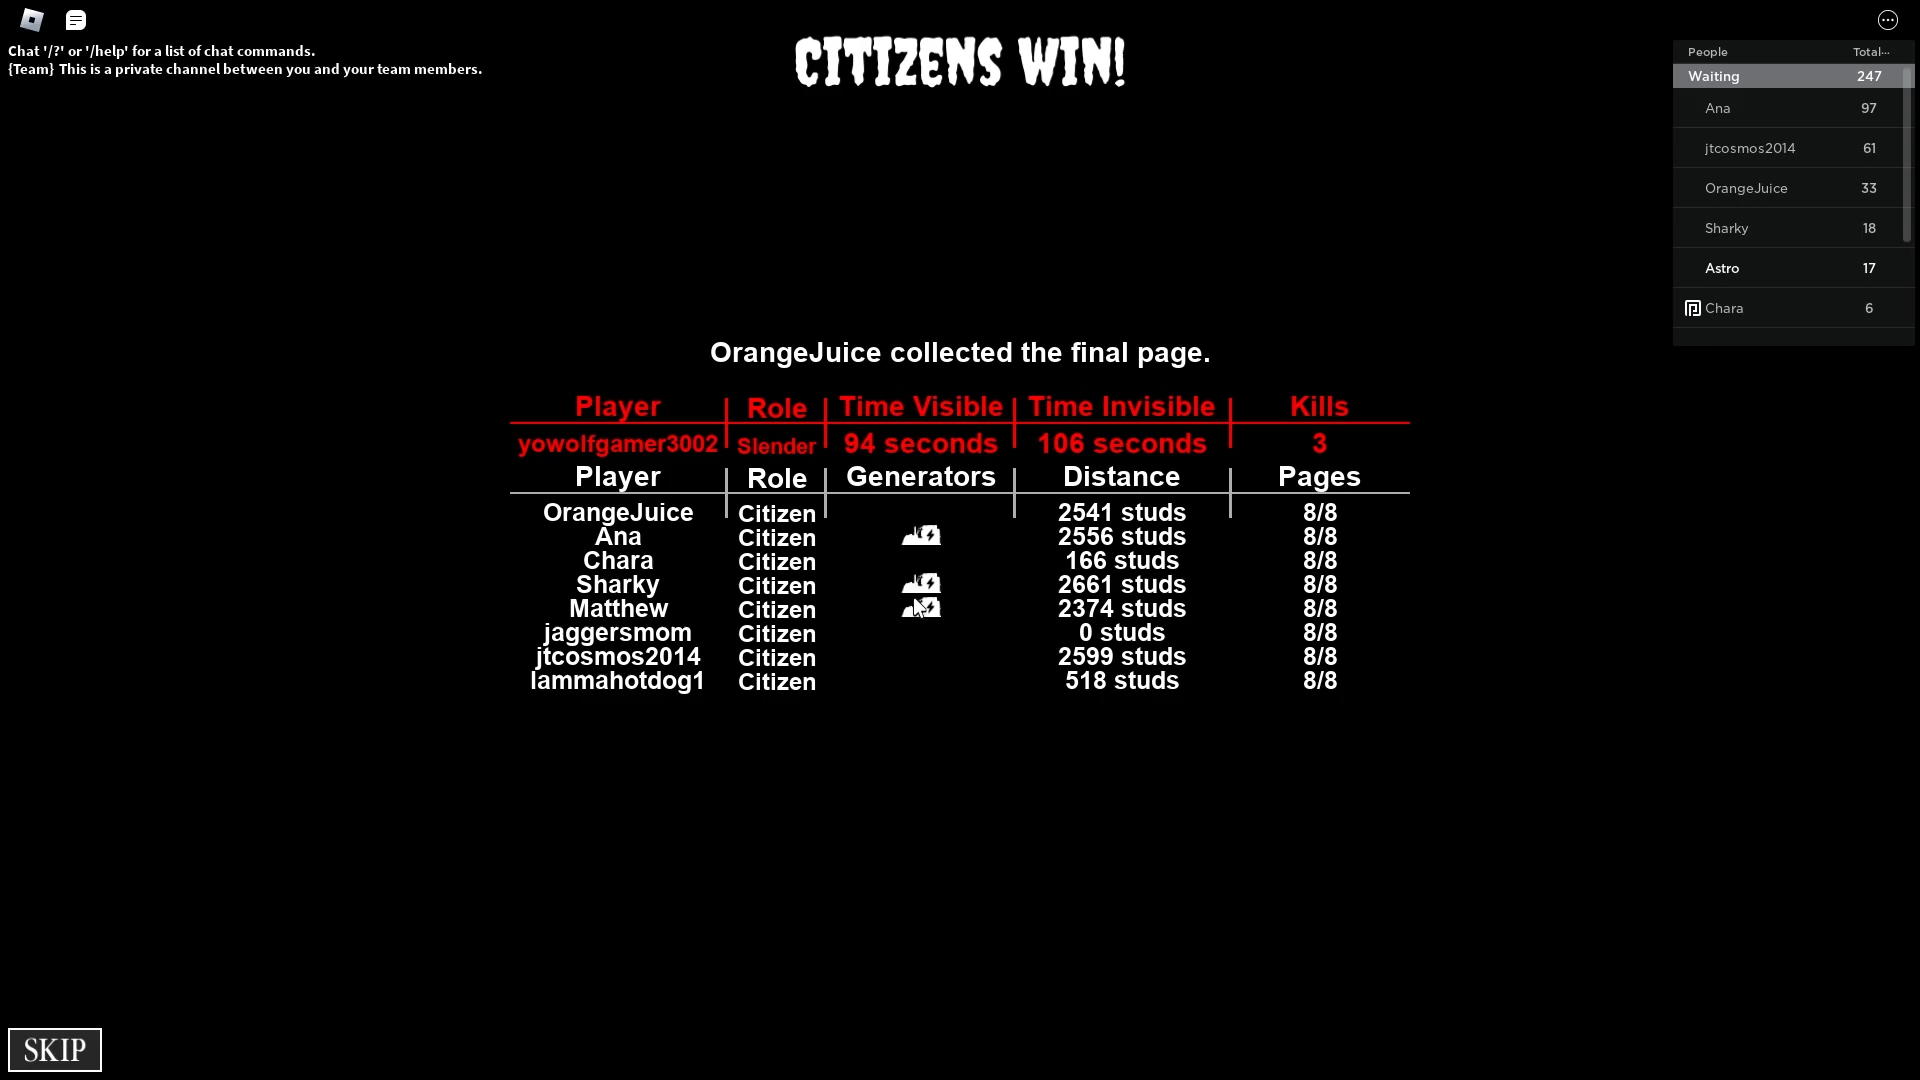 Chat '/?' or '/help' for a list of chat commands.
{Team} This is a private channel between you and your team members.
CITIZENS WIN!
People Total...
Waiting 247
Ana 97
jtcosmos2014 61
OrangeJuice 33
Sharky 18
Astro 17
Chara 6
OrangeJuice collected the final page.
Player Role Time Visible Time Invisible Kills
yowolfgamer3002 Slender 94 seconds 106 seconds 3
Player Role Generators Distance Pages
OrangeJuice Citizen 2541 studs 8/8
Ana Citizen 2556 studs 8/8
Chara Citizen 166 studs 8/8
Sharky Citizen 2661 studs 8/8
Matthew Citizen 2374 studs 8/8
jaggersmom Citizen 0 studs 8/8
jtcosmos2014 Citizen 2599 studs 8/8
lammahotdog1 Citizen 518 studs 8/8
SKIP